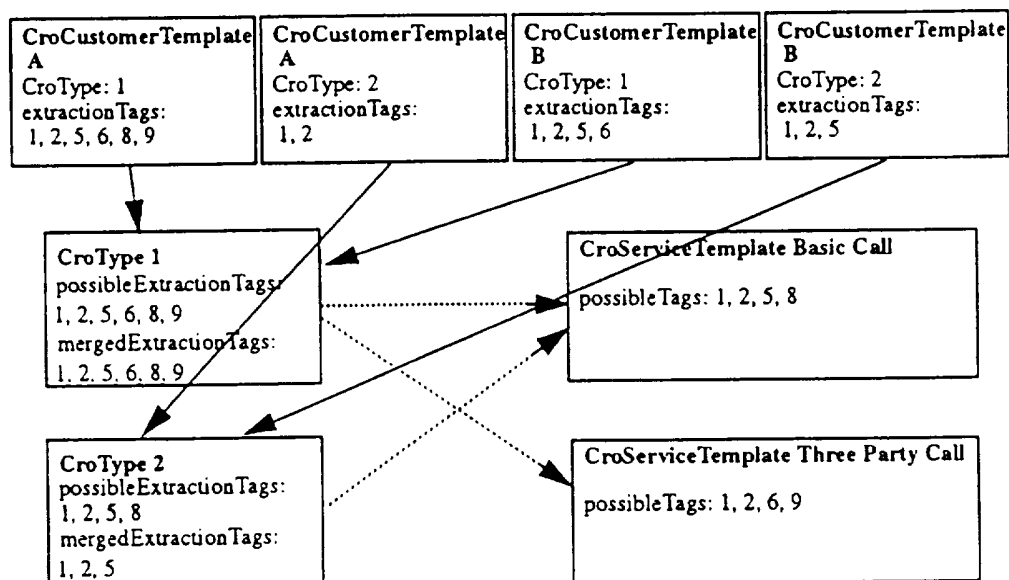 CroCustomerTemplate
A
CroType: 1
extractionTags:
1, 2, 5, 6, 8, 9
CroCustomerTemplate
A
CroType: 2
extractionTags:
1, 2
CroCustomerTemplate
B
CroType: 1
extractionTags:
1, 2, 5, 6
CroCustomerTemplate
B
CroType: 2
extractionTags:
1, 2, 5
CroType 1
possibleExtractionTags:
1, 2, 5, 6, 8, 9
mergedExtractionTags:
1, 2, 5, 6, 8, 9
CroServiceTemplate Basic Call
possibleTags: 1, 2, 5, 8
CroType 2
possibleExtractionTags:
1, 2, 5, 8
mergedExtractionTags:
1, 2, 5
CroServiceTemplate Three Party Call
possibleTags: 1, 2, 6, 9